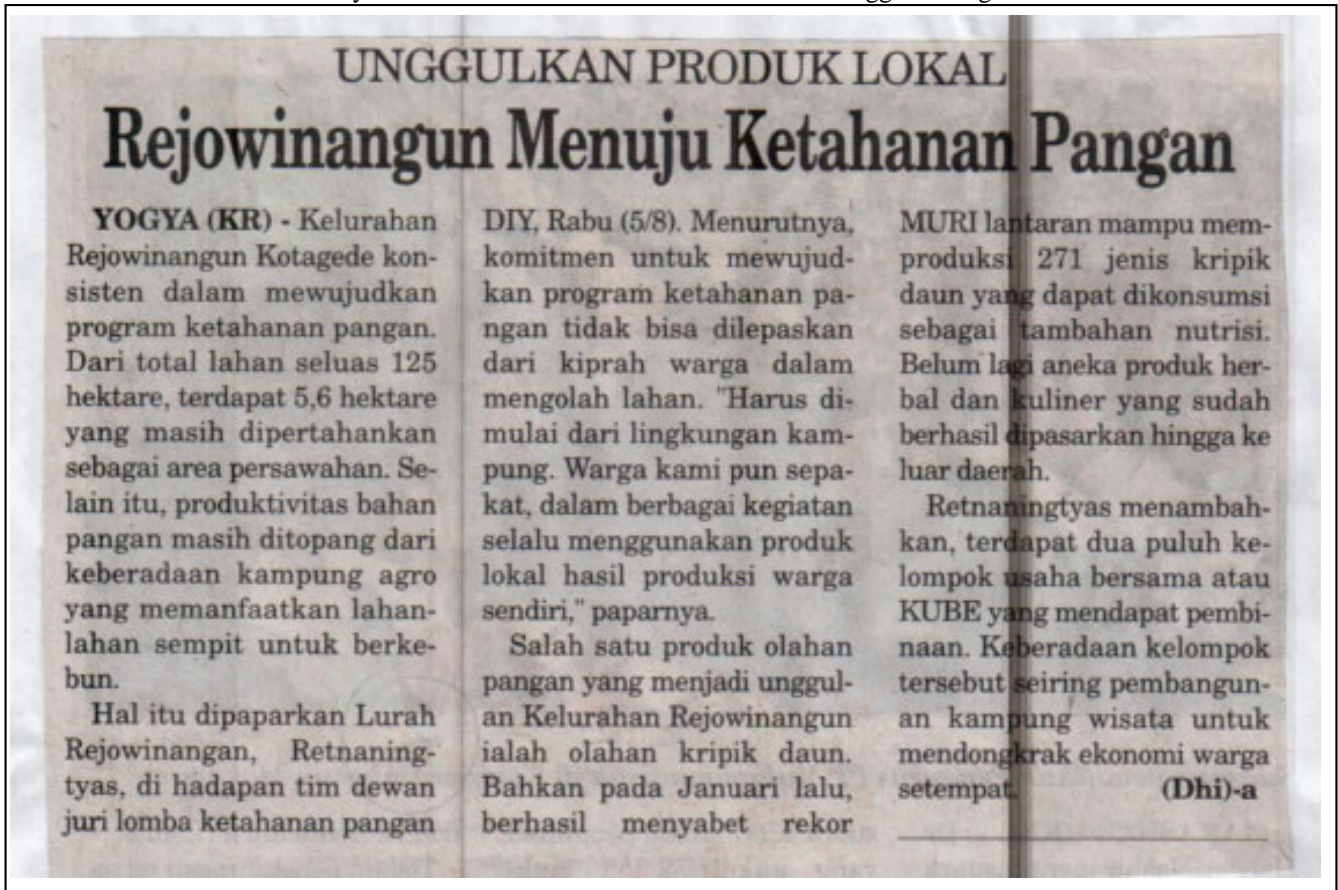 UNGGULKAN PRODUK LOKAL
Rejowinangun Menuju Ketahanan Pangan
YOGYA (KR) - Kelurahan
Rejowinangun Kotagede kon-
sisten dalam mewujudkan
program ketahanan pangan.
Dari total lahan seluas 125
hektare, terdapat 5,6 hektare
yang masih dipertahankan
sebagai area persawahan. Se-
lain itu, produktivitas bahan
pangan masih ditopang dari
keberadaan kampung agro
yang memanfaatkan lahan-
lahan sempit untuk berke-
bun.
Hal itu dipaparkan Lurah
Rejowinangan, Retnaning-
tyas, di hadapan tim dewan
juri lomba ketahanan pangan
DIY, Rabu (5/8). Menurutnya,
komitmen untuk mewujud-
kan program ketahanan pa-
ngan tidak bisa dilepaskan
dari kiprah warga dalam
mengolah lahan. "Harus di-
mulai dari lingkungan kam-
pung. Warga kami pun sepa-
kat, dalam berbagai kegiatan
selalu menggunakan produk
lokal hasil produksi warga
sendiri," paparnya.
Salah satu produk olahan
pangan yang menjadi unggul-
an Kelurahan Rejowinangun
ialah olahan kripik daun.
Bahkan pada Januari lalu,
berhasil menyabet rekor
MURI lantaran mampu mem-
produksi 271 jenis kripik
daun yang dapat dikonsumsi
sebagai tambahan nutrisi.
Belum lagi aneka produk her-
bal dan kuliner yang sudah
berhasil dipasarkan hingga ke
luar daerah.
Retnaningtyas menambah-
kan, terdapat dua puluh ke-
lompok usaha bersama atau
KUBE yang mendapat pembi-
naan. Keberadaan kelompok
tersebut seiring pembangun-
an kampung wisata untuk
mendongkrak ekonomi warga
setempat. (Dhi)-a